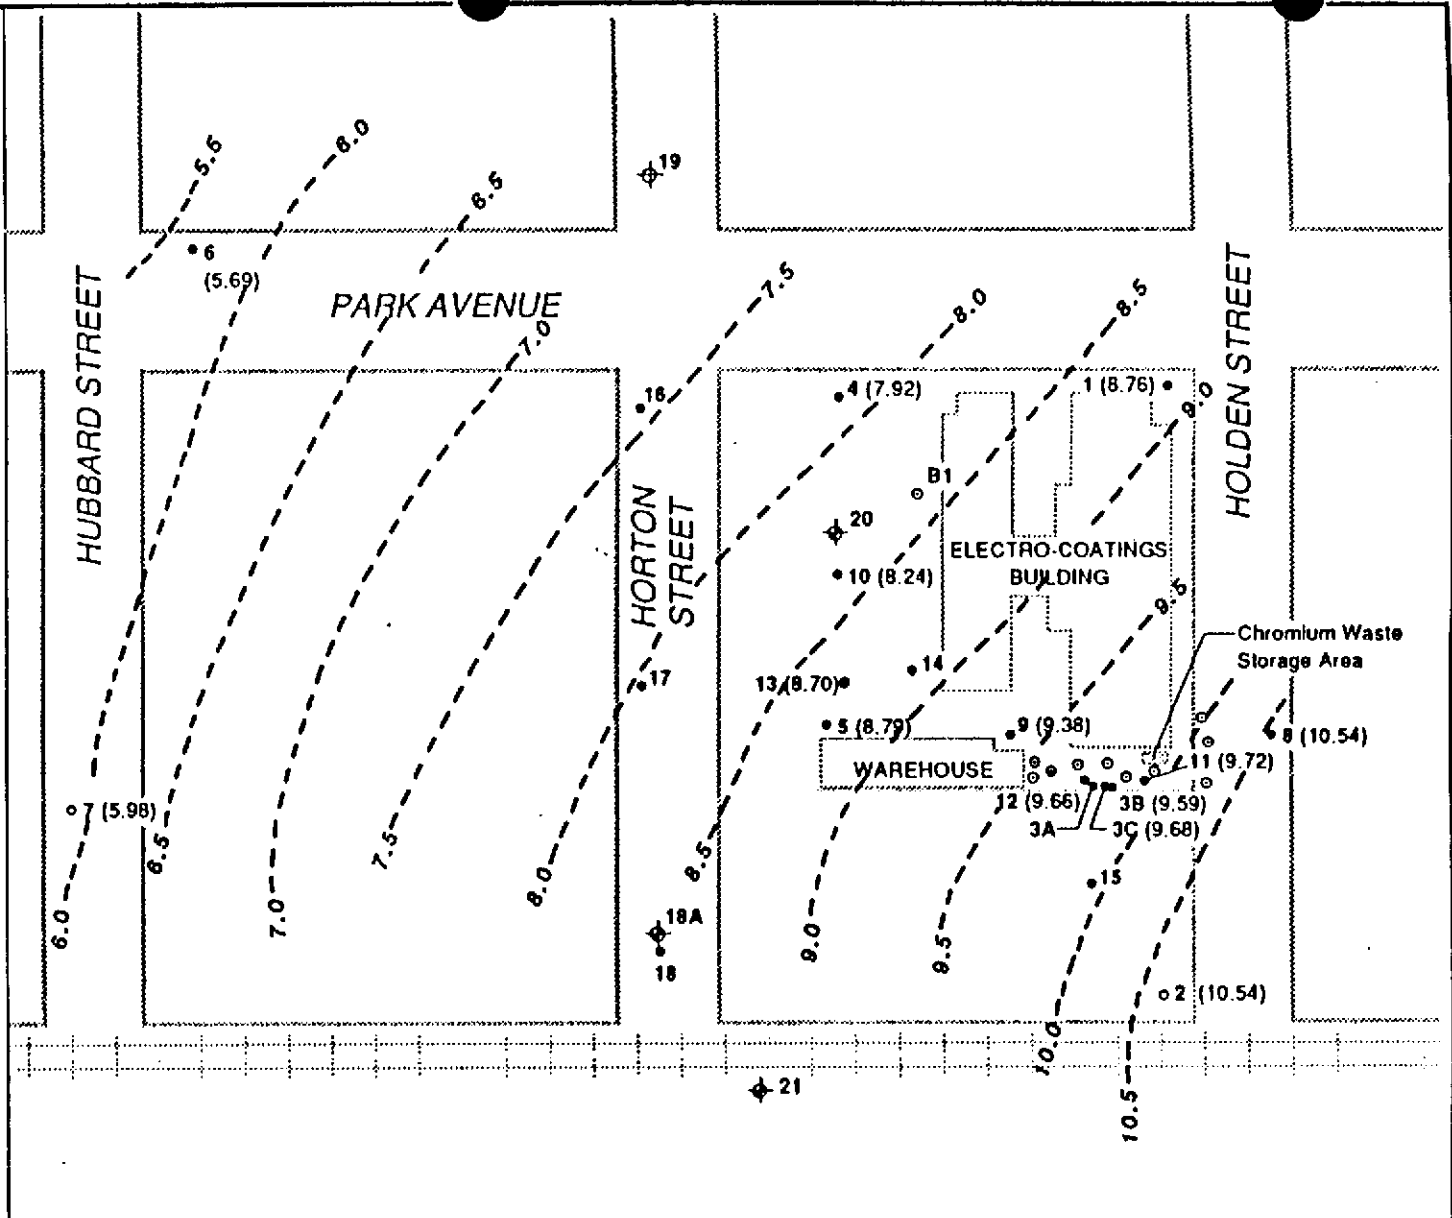 5.5
6.0
19
6.5
6
(5.69)
7.5
8.0
8.5
PARK AVENUE
7.0
HUBBARD STREET
HOLDEN STREET
16
4 (7.92)
1 (8.76)
9.0
B1
HORTON
STREET
20
ELECTRO-COATINGS
BUILDING
10 (8.24)
9.5
Chromium Waste
Storage Area
14
17
13 (8.70)
5 (8.79)
9 (9.38)
8 (10.54)
WAREHOUSE
11 (9.72)
7 (5.98)
12 (9.66)
3B (9.59)
3A
3C (9.68)
6.5
7.5
8.5
8.0
15
6.0
7.0
18A
9.0
9.5
18
2 (10.54)
10.0
21
10.5